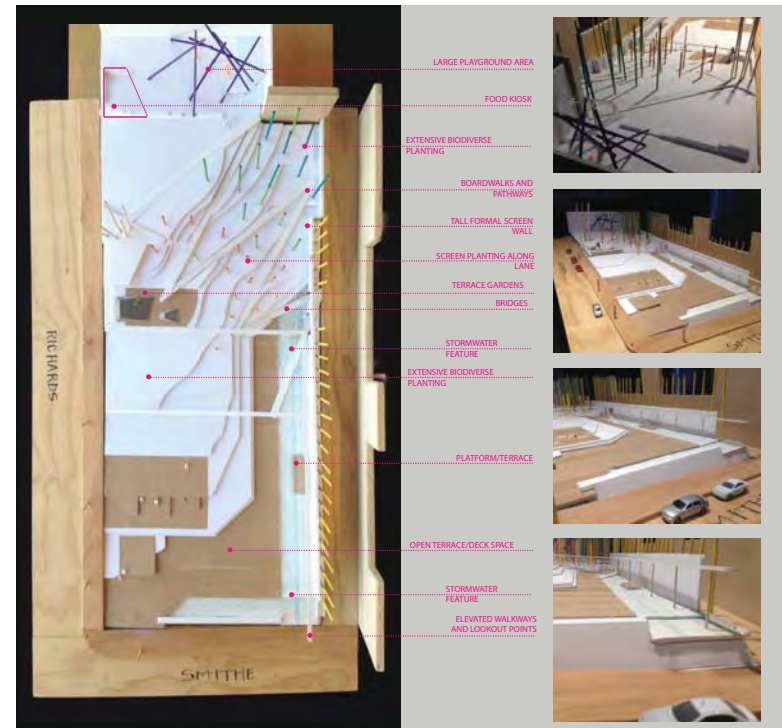 LARGE PLAYGROUND AREA
FOOD KIOSK
EXTENSIVE BIODIVERSE
PLANTING
BOARDWALKS AND
PATHWAYS
TALL FORMAL SCREEN
WALL
SCREEN PLANTING ALONG
LANE
TERRACE GARDENS
BRIDGES
STORMWATER
FEATURE
EXTENSIVE BIODIVERSE
PLANTING
PLATFORM/TERRACE
OPEN TERRACE/DECK SPACE
STORMWATER
FEATURE
ELEVATED WALKWAYS
AND LOOKOUT POINTS
RICHARDS
SMITHE